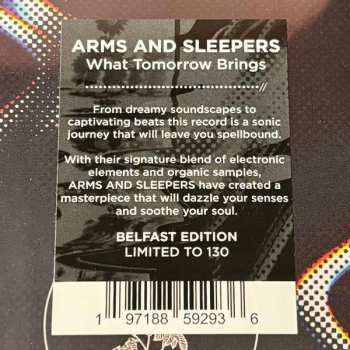 ARMS AND SLEEPERS
What Tomorrow Brings
From dreamy soundscapes to
captivating beats this record is a sonic
journey that will leave you spellbound.
With their signature blend of electronic
elements and organic samples,
ARMS AND SLEEPERS have created a
masterpiece that will dazzle your senses
and soothe your soul.
BELFAST EDITION
LIMITED TO 130
1 97188 59293 6